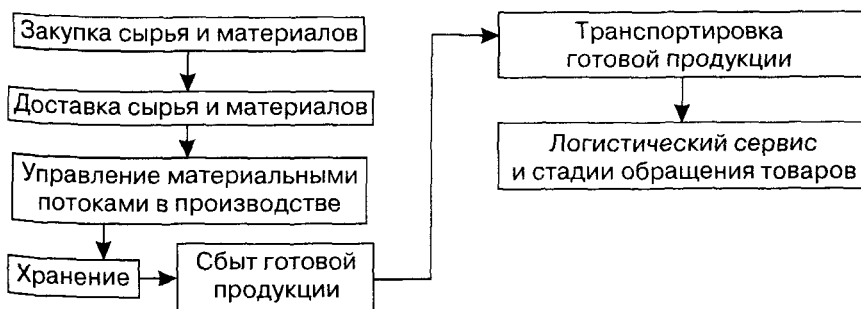 Закупка сырья и материалов
Доставка сырья и материалов
Управление материальными
потоками в производстве
Хранение
Сбыт готовой
продукции
Транспортировка
готовой продукции
Логистический сервис
и стадии обращения товаров